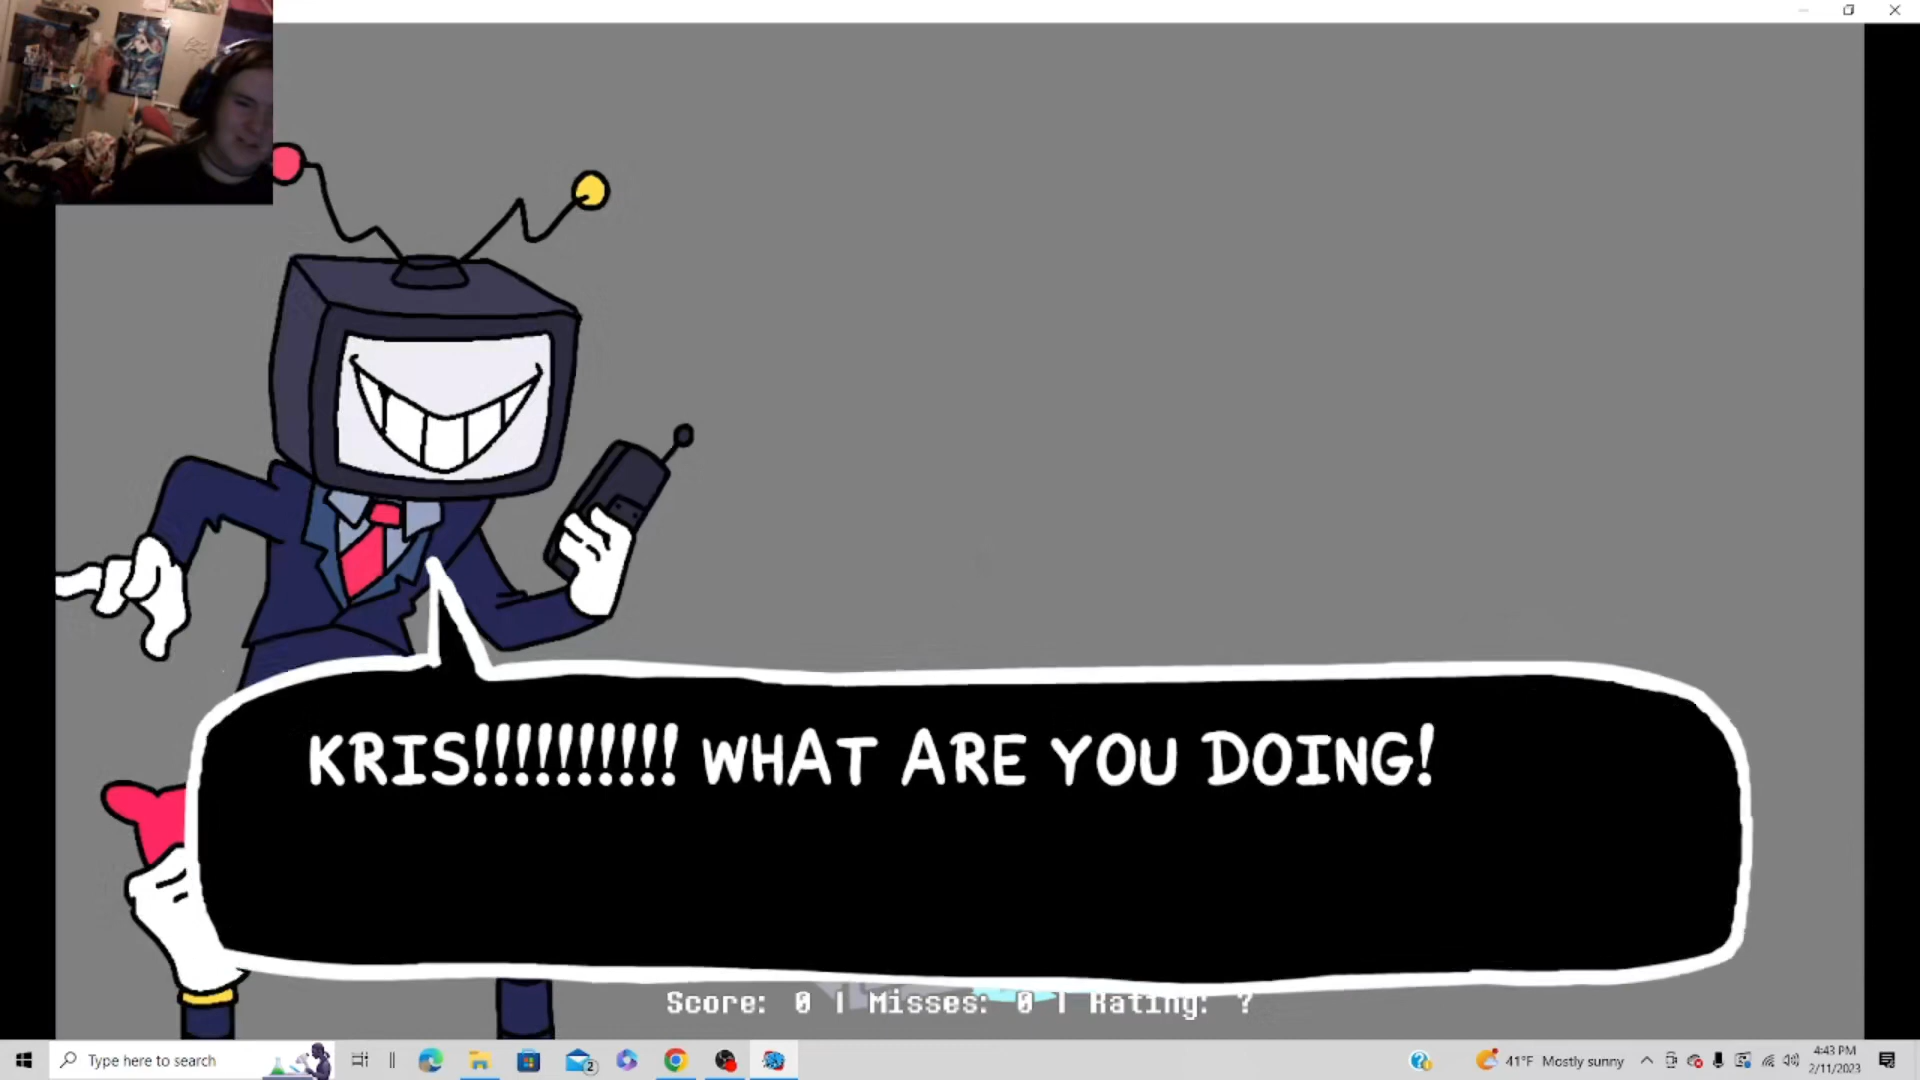 KRIS!!!!!!!!!! WHAT ARE YOU DOING!
Score: 0 | Misses: 0 | Rating: ?
Type here to search
2
41°F Mostly sunny
4:43 PM
2/11/2023